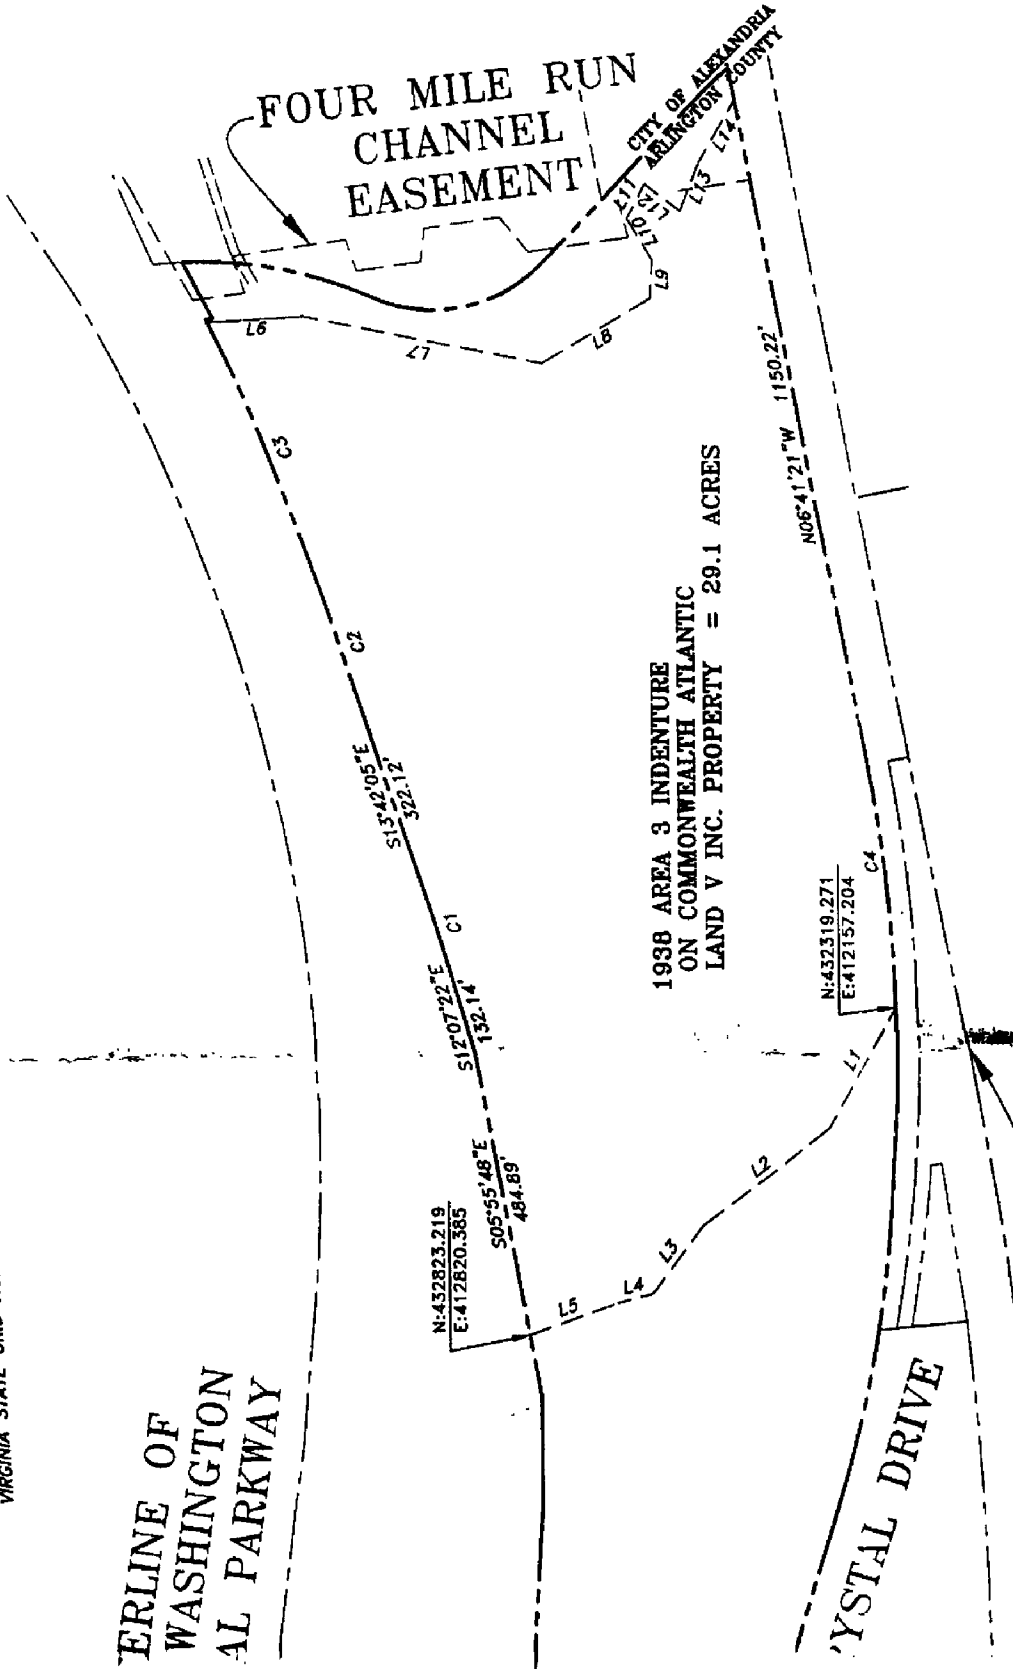 FOUR MILE RUN
CHANNEL
EASEMENT
CITY OF ALEXANDRIA
ARLINGTON COUNTY
L11
L12
L10
L13
L14
L9
L8
L7
L6
C3
C2
S13°42'05"E
322.12'
C1
S12°07'22"E
132.14'
S05°55'48"E
484.89'
N:432823.219
E:412820.385
L5
L4
L3
L2
L1
N:432319.271
E:412157.204
C4
N06°41'21"W 1150.22'
1938 AREA 3 INDENTURE
ON COMMONWEALTH ATLANTIC
LAND V INC. PROPERTY = 29.1 ACRES
VIRGINIA STATE
ERLINE OF
WASHINGTON
AL PARKWAY
YSTAL DRIVE